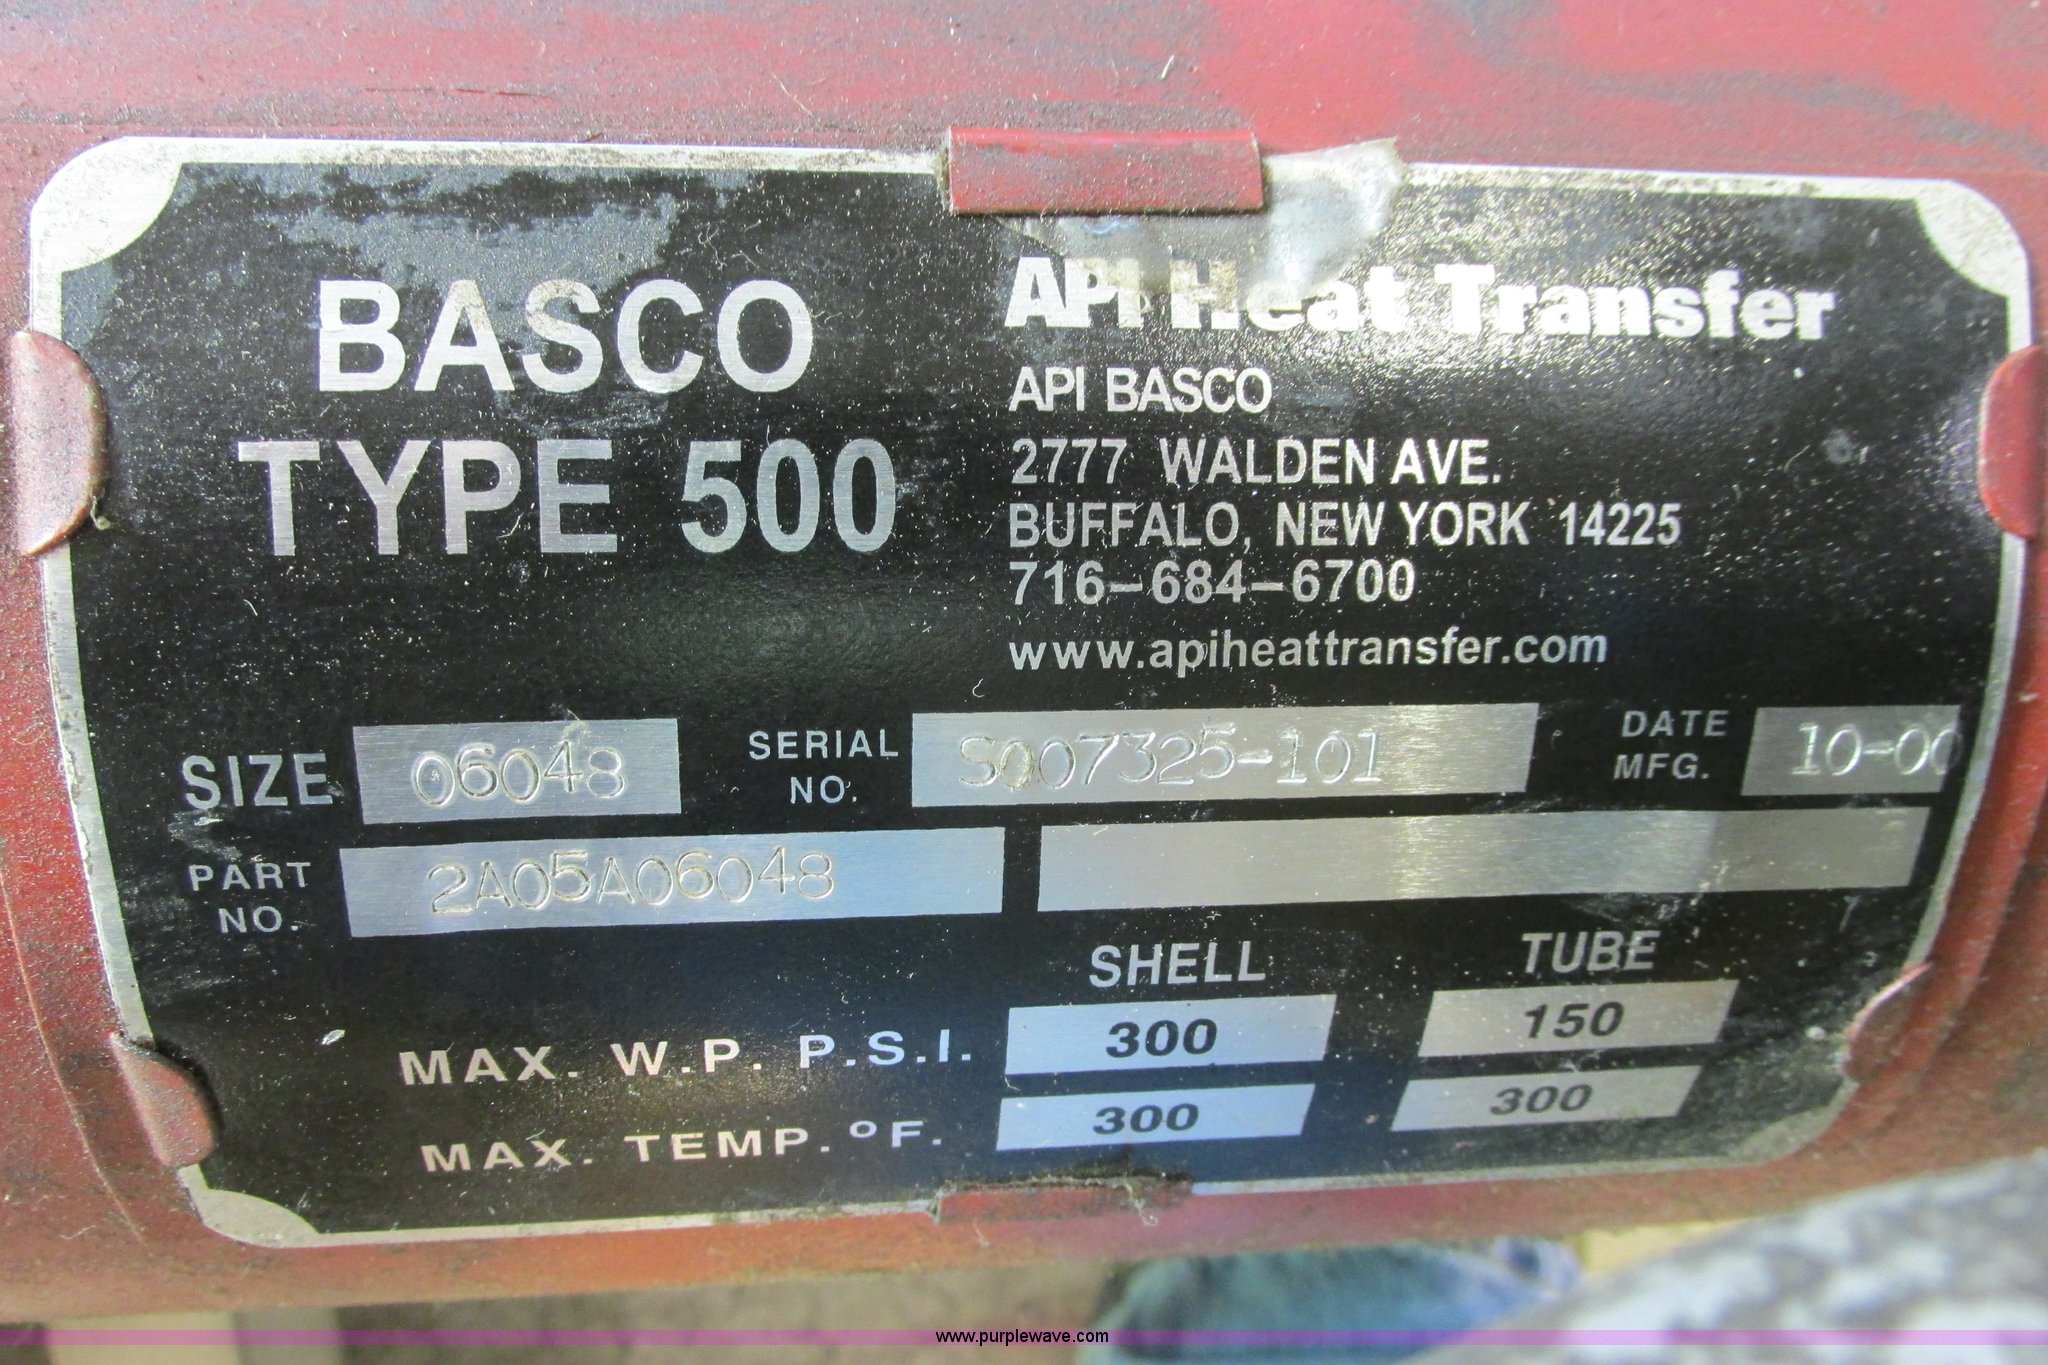 BASCO
TYPE 500
API Heat Transfer
API BASCO
2777 WALDEN AVE.
BUFFALO, NEW YORK 14225
716-684-6700
www.apiheattransfer.com
SIZE 06048
SERIAL NO. S007325-101
DATE MFG. 10-00
PART NO. 2A05A06048
SHELL TUBE
MAX. W.P. P.S.I. 300 150
MAX. TEMP. °F. 300 300
www.purplewave.com